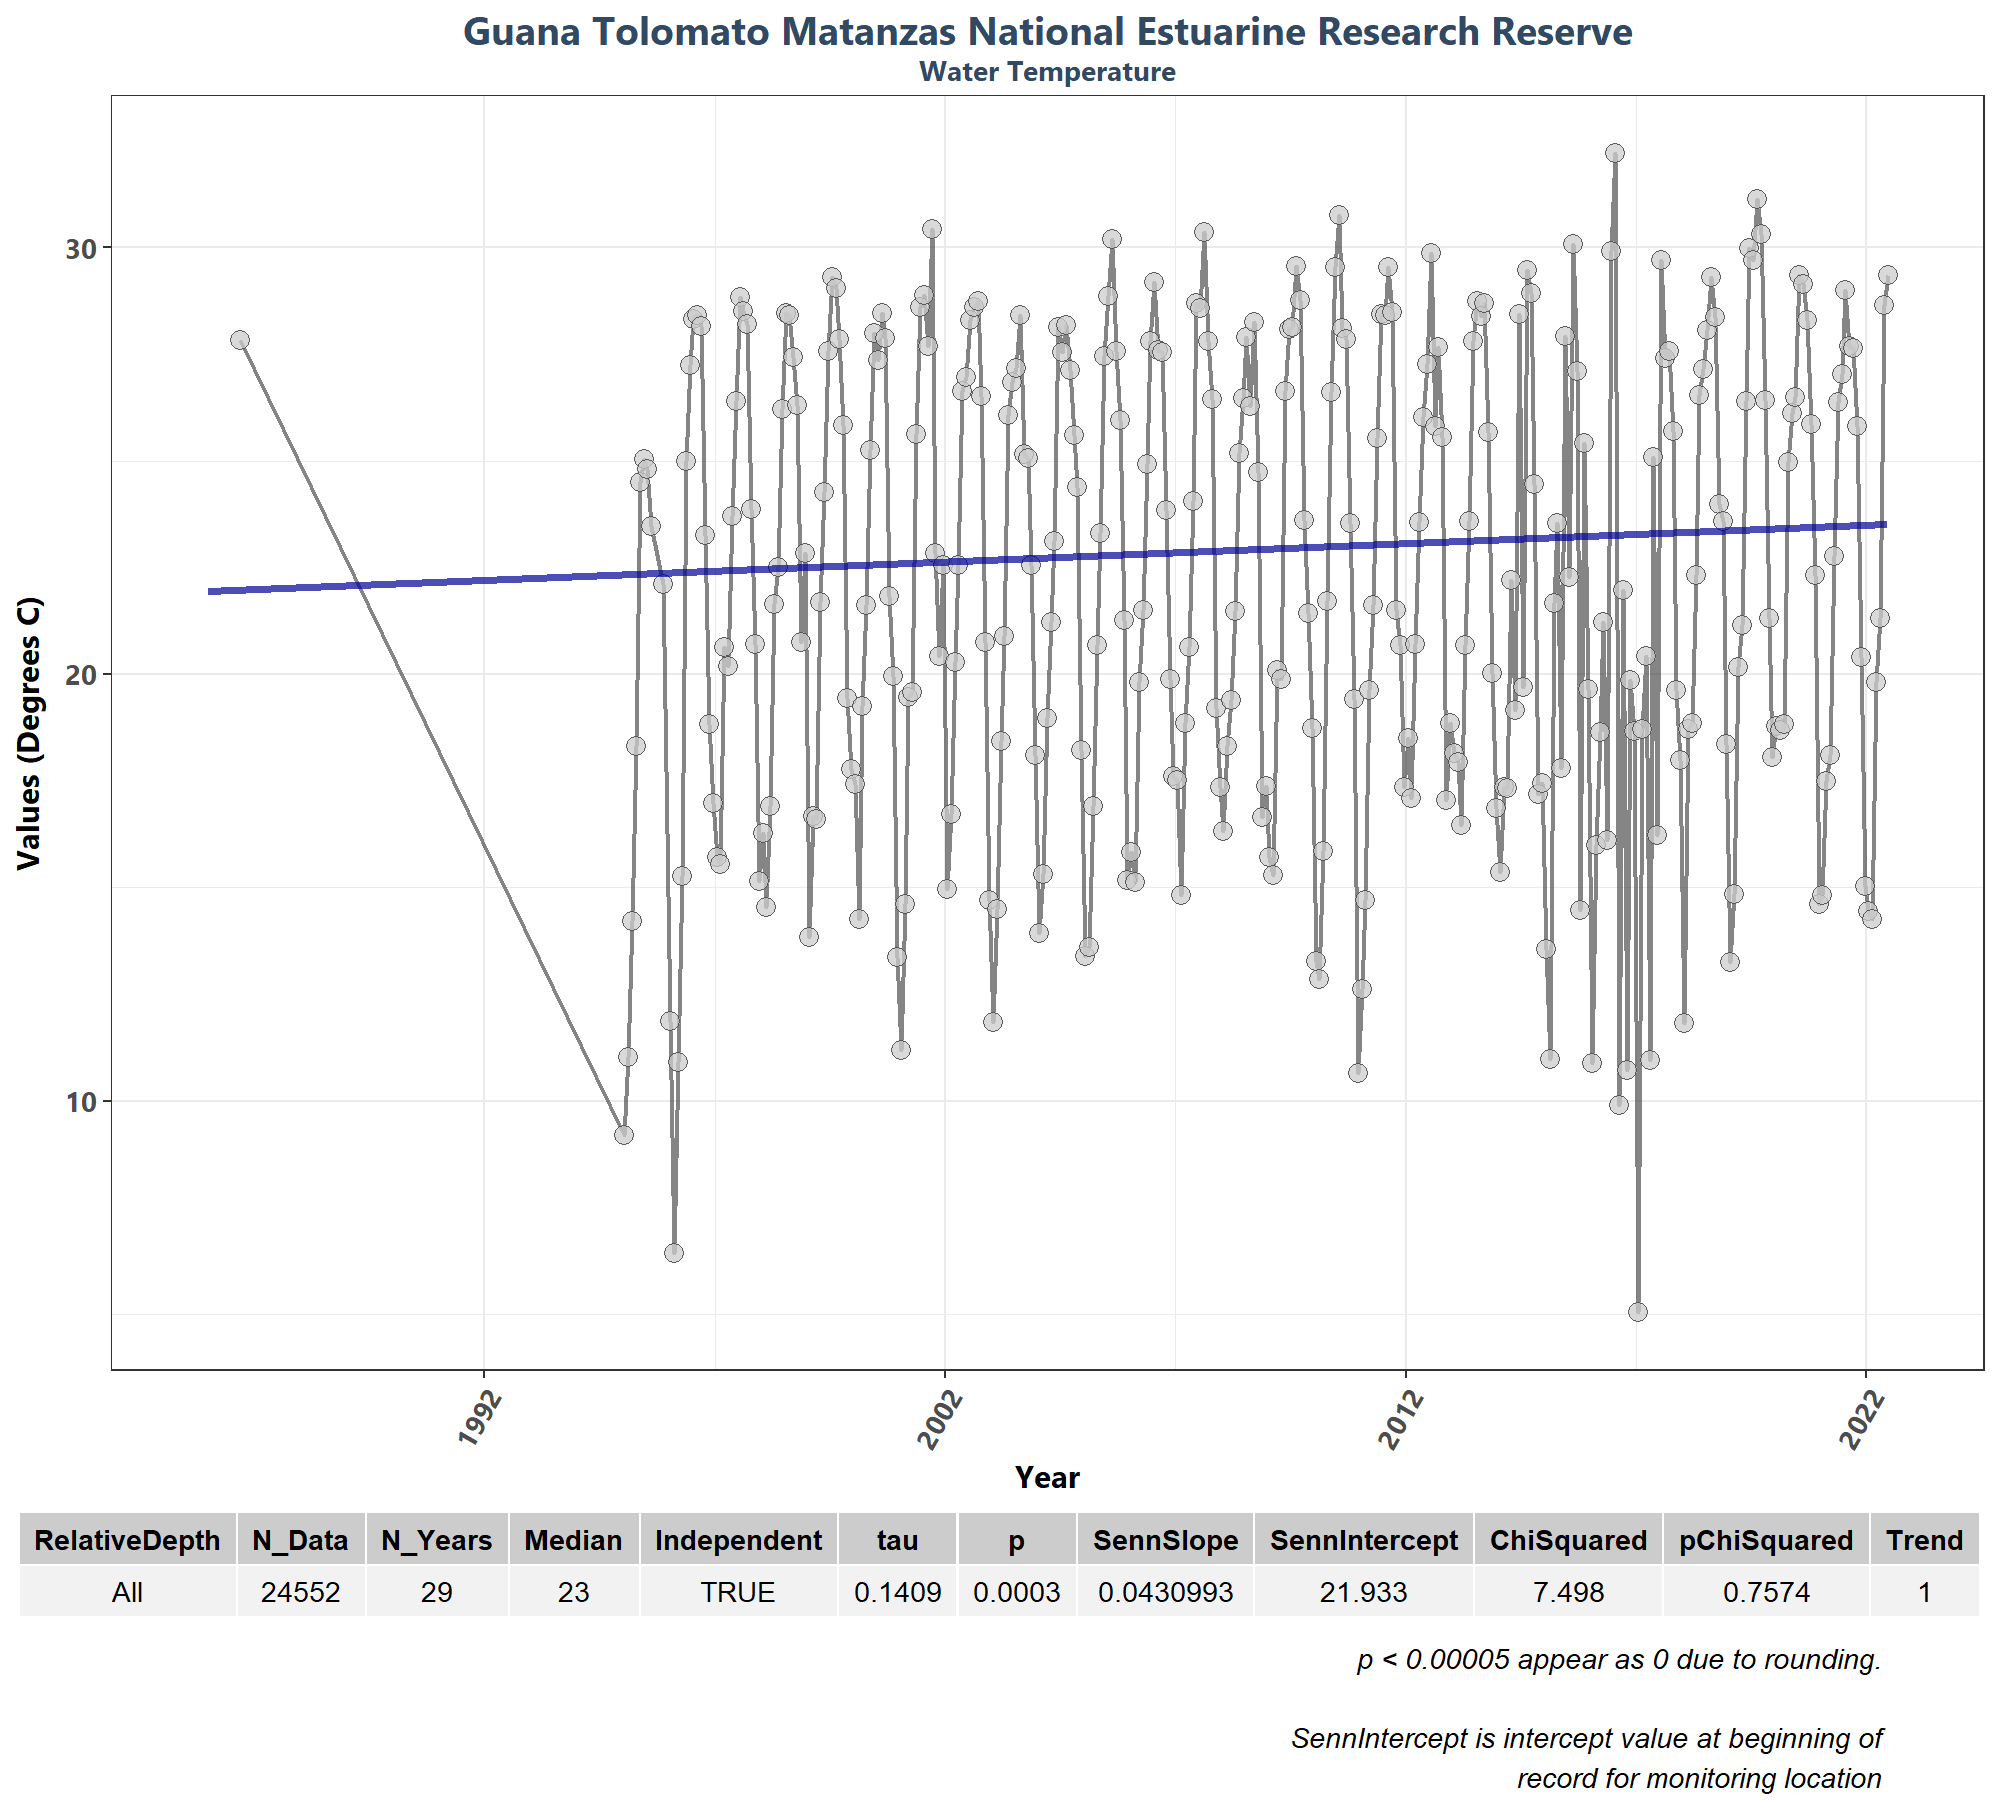 Guana Tolomato Matanzas National Estuarine Research Reserve
Water Temperature
Values (Degrees C)
30
20
10
1992
2002
2012
2022
Year
RelativeDepth N_Data N_Years Median Independent tau p SennSlope SennIntercept ChiSquared pChiSquared Trend
All 24552 29 23 TRUE 0.1409 0.0003 0.0430993 21.933 7.498 0.7574 1
p < 0.00005 appear as 0 due to rounding.
SennIntercept is intercept value at beginning of
record for monitoring location